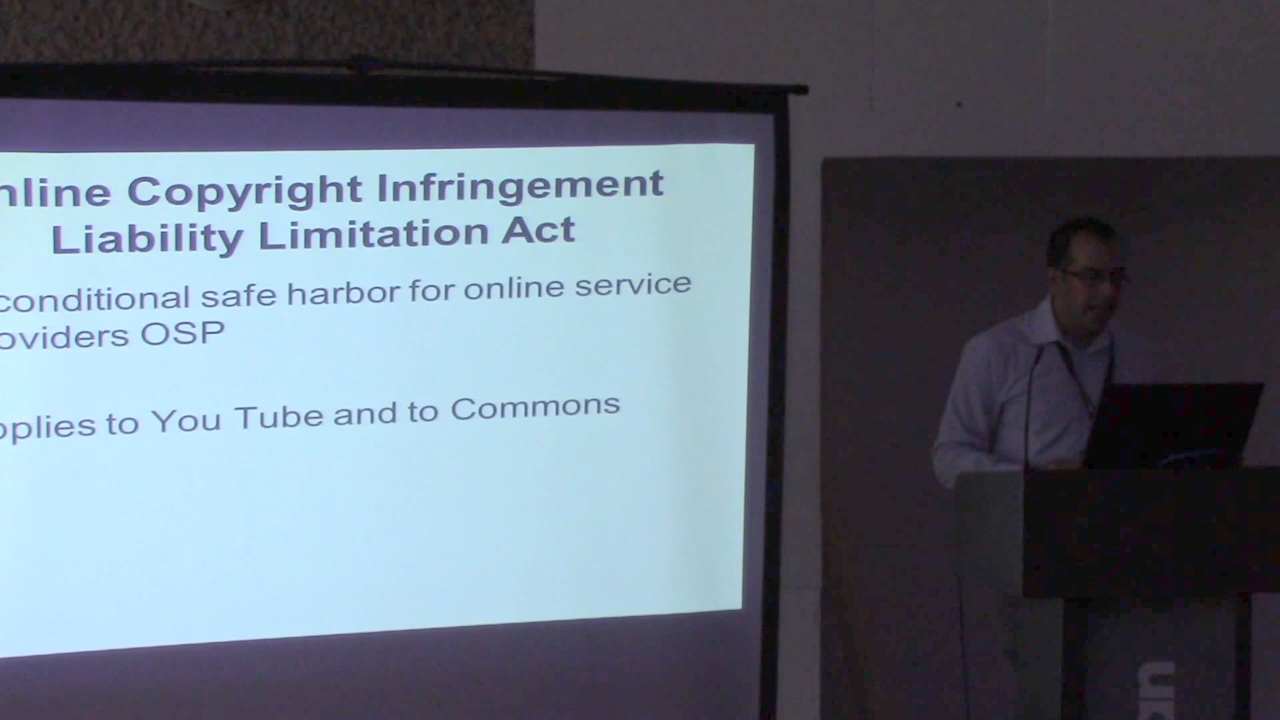 nline Copyright Infringement
Liability Limitation Act
conditional safe harbor for online service
oviders OSP
pplies to You Tube and to Commons